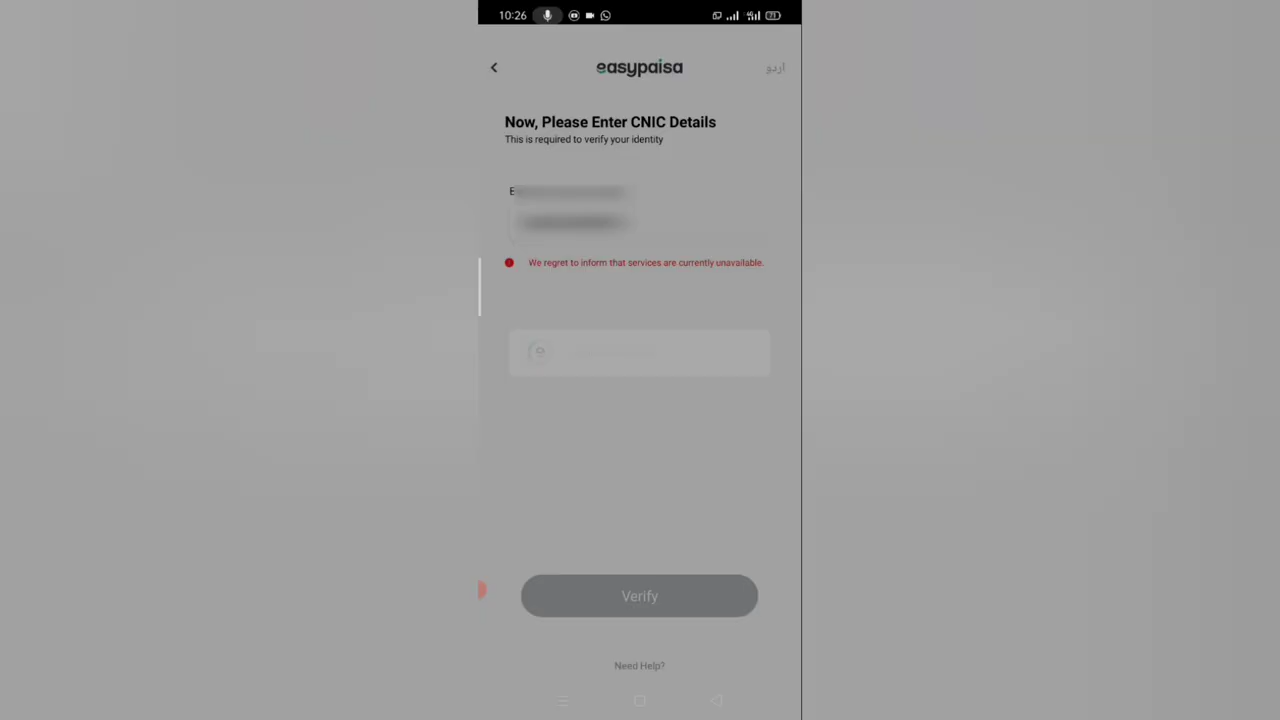 10:26
easypaisa
اردو
Now, Please Enter CNIC Details
This is required to verify your identity
We regret to inform that services are currently unavailable.
Verify
Need Help?